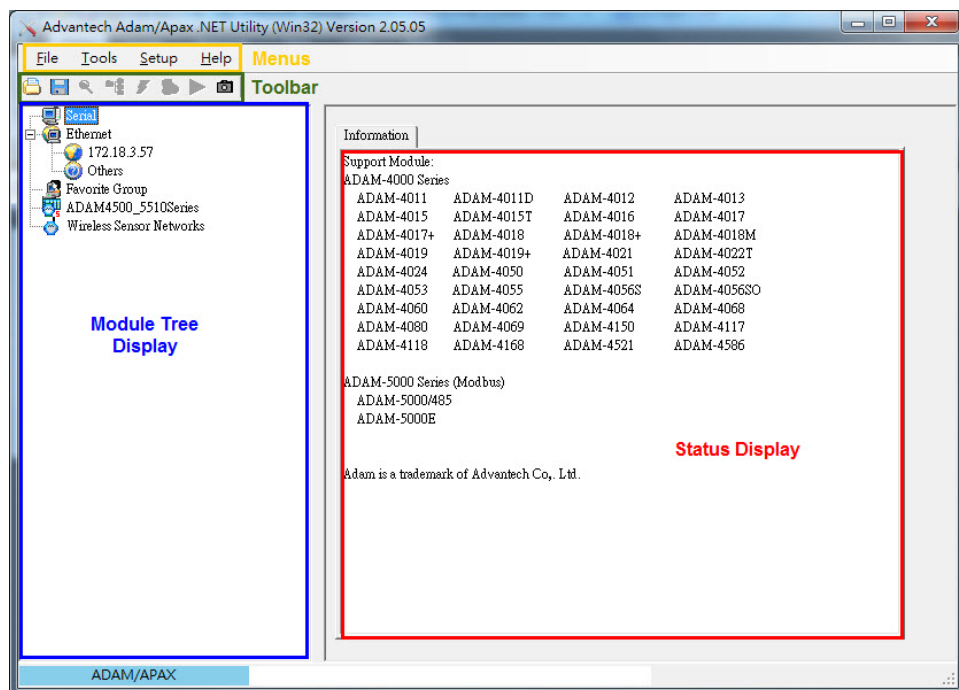 Advantech Adam/Apax .NET Utility (Win32) Version 2.05.05
File Tools Setup Help Menus
Toolbar
Serial
Ethernet
172.18.3.57
Others
Favorite Group
ADAM4500_5510Series
Wireless Sensor Networks
Module Tree
Display
Information
Support Module:
ADAM-4000 Series
ADAM-4011 ADAM-4011D ADAM-4012 ADAM-4013
ADAM-4015 ADAM-4015T ADAM-4016 ADAM-4017
ADAM-4017+ ADAM-4018 ADAM-4018+ ADAM-4018M
ADAM-4019 ADAM-4019+ ADAM-4021 ADAM-4022T
ADAM-4024 ADAM-4050 ADAM-4051 ADAM-4052
ADAM-4053 ADAM-4055 ADAM-4056S ADAM-4056SO
ADAM-4060 ADAM-4062 ADAM-4064 ADAM-4068
ADAM-4080 ADAM-4069 ADAM-4150 ADAM-4117
ADAM-4118 ADAM-4168 ADAM-4521 ADAM-4586
ADAM-5000 Series (Modbus)
ADAM-5000/485
ADAM-5000E
Status Display
Adam is a trademark of Advantech Co,. Ltd.
ADAM/APAX